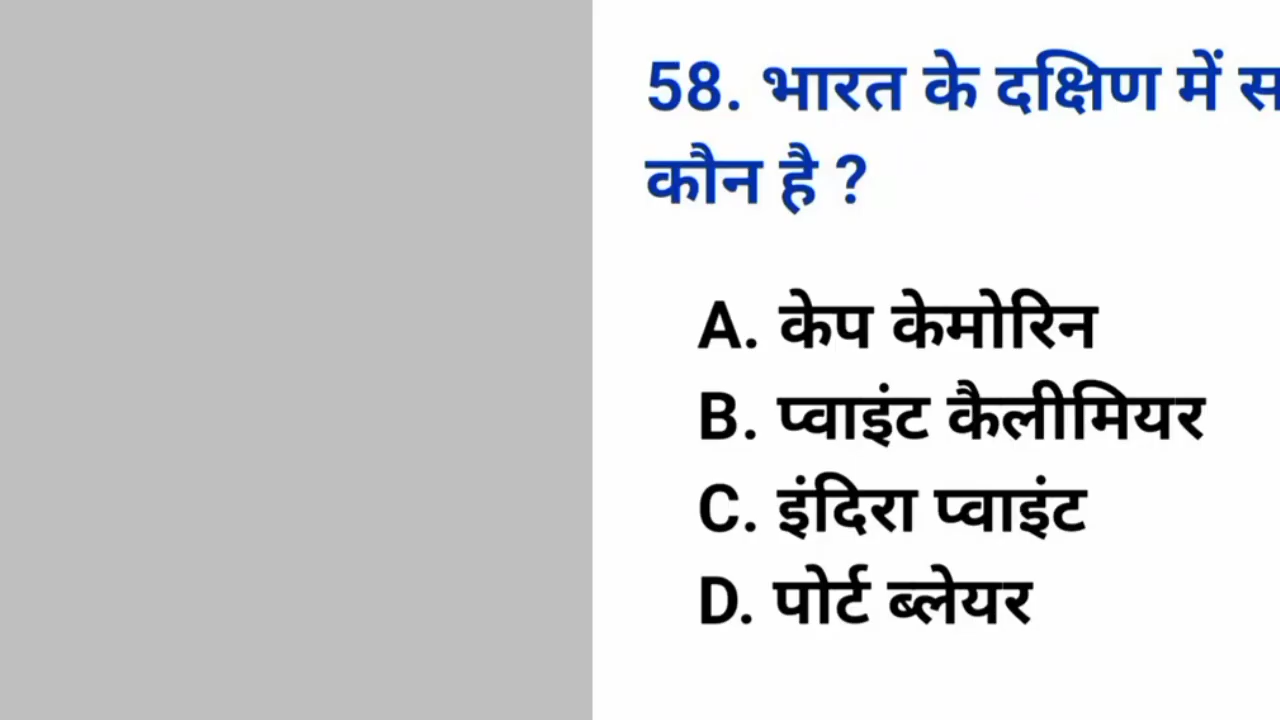 58. भारत के दक्षिण में
कौन है ?
A. केप केमोरिन
B. प्वाइंट कैलीमियर
C. इंदिरा प्वाइंट
D. पोर्ट ब्लेयर